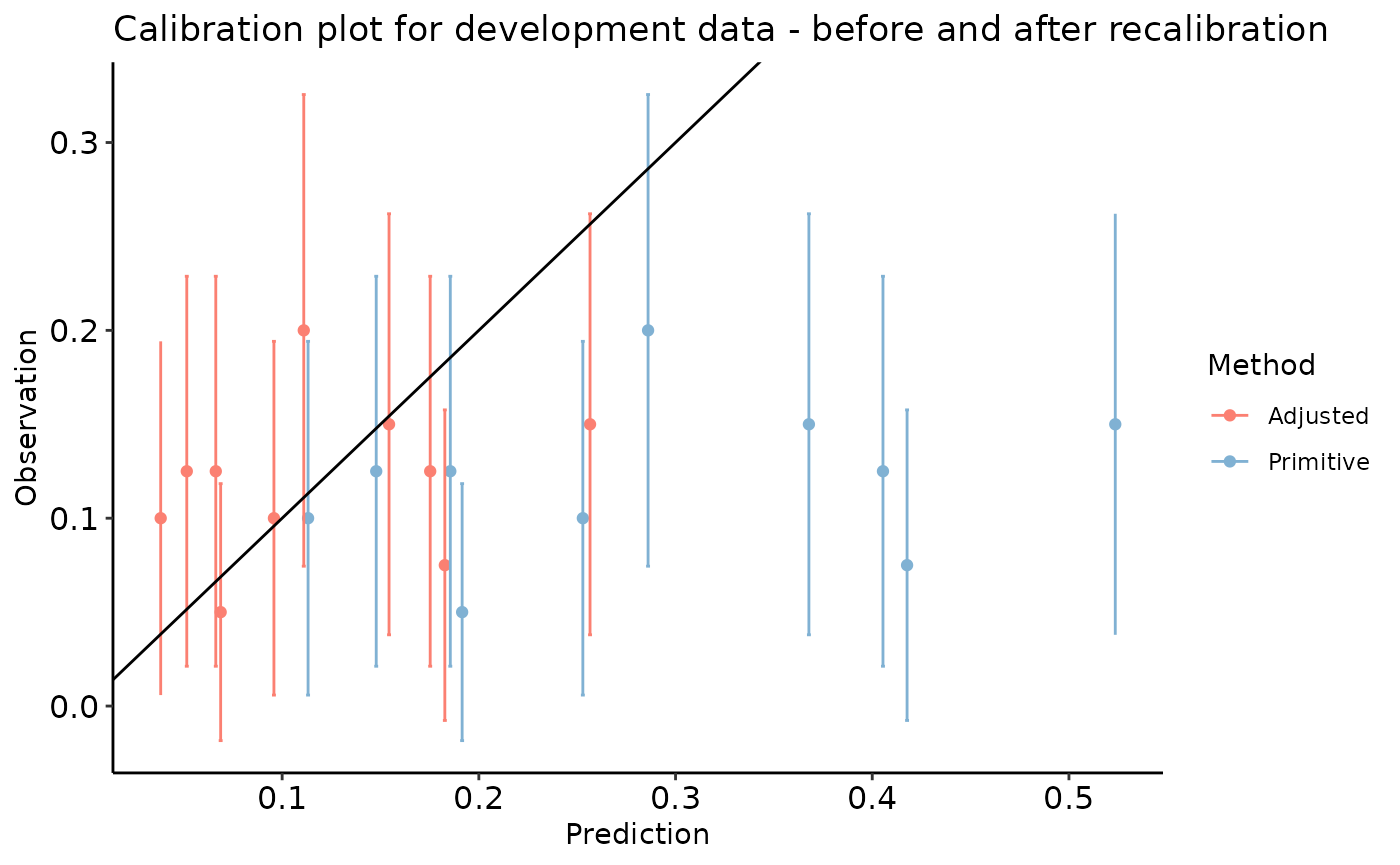 Calibration plot for development data - before and after recalibration
Observation
0.3
0.2
0.1
0.0
0.1 0.2 0.3 0.4 0.5
Prediction
Method
Adjusted
Primitive